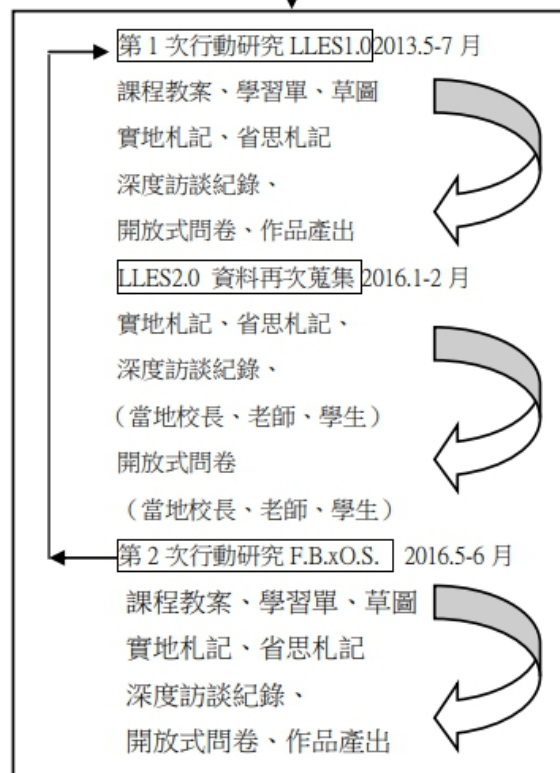 第 1 次行動研究 LLES1.0 2013.5-7 月
課程教案、學習單、草圖
實地札記、省思札記
深度訪談紀錄、
開放式問卷、作品產出
LLES2.0 資料再次蒐集 2016.1-2 月
實地札記、省思札記、
深度訪談紀錄、
（當地校長、老師、學生）
開放式問卷
（當地校長、老師、學生）
第 2 次行動研究 F.B.xO.S. 2016.5-6 月
課程教案、學習單、草圖
實地札記、省思札記
深度訪談紀錄、
開放式問卷、作品產出